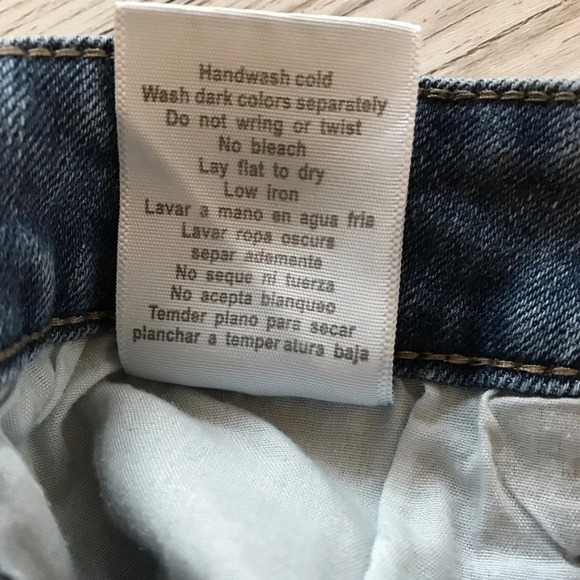 Handwash cold
Wash dark colors separately
Do not wring or twist
No bleach
Lay flat to dry
Low iron
Lavar a mano en agua fria
Lavar ropa oscura
separ ademente
No seque ni tuerza
No acepta blanqueo
Temder plano para secar
planchar a temper atura baja